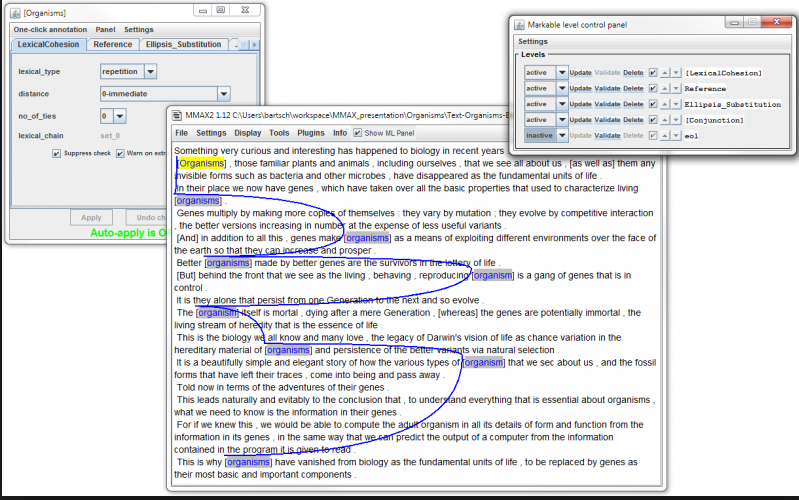 [Organisms]
One-click annotation Panel Settings
LexicalCohesion Reference Ellipsis_Substitution
lexical_type repetition
distance 0-immediate
no_of_ties 0
lexical_chain set_0
Suppress check Warn on extr
Apply Undo ch
Auto-apply is O
MMAX2 1.12 C:\Users\bartsch\workspace\MMAX_presentation\Organisms\Text-Organisms-E
File Settings Display Tools Plugins Info Show ML Panel
Something very curious and interesting has happened to biology in recent years
[Organisms] , those familiar plants and animals , including ourselves , that we see all about us , [as well as] them any
invisible forms such as bacteria and other microbes , have disappeared as the fundamental units of life .
In their place we now have genes , which have taken over all the basic properties that used to characterize living
[organisms] .
Genes multiply by making more copies of themselves : they vary by mutation ; they evolve by competitive interaction
, the better versions increasing in number at the expense of less useful variants .
[And] in addition to all this , genes make [organisms] as a means of exploiting different environments over the face of
the earth so that they can increase and prosper .
Better [organisms] made by better genes are the survivors in the lottery of life .
[But] behind the front that we see as the living , behaving , reproducing [organism] is a gang of genes that is in
control .
It is they alone that persist from one Generation to the next and so evolve .
The [organism] itself is mortal , dying after a mere Generation , [whereas] the genes are potentially immortal , the
living stream of heredity that is the essence of life .
This is the biology we all know and many love , the legacy of Darwin's vision of life as chance variation in the
hereditary material of [organisms] and persistence of the better variants via natural selection .
It is a beautifully simple and elegant story of how the various types of [organism] that we sec about us , and the fossil
forms that have left their traces , come into being and pass away .
Told now in terms of the adventures of their genes .
This leads naturally and evitably to the conclusion that , to understand everything that is essential about organisms ,
what we need to know is the information in their genes .
For if we knew this , we would be able to compute the adult organism in all its details of form and function from the
information in its genes , in the same way that we can predict the output of a computer from the information
contained in the program it is given to read .
This is why [organisms] have vanished from biology as the fundamental units of life , to be replaced by genes as
their most basic and important components .
Markable level control panel
Settings
Levels
active Update Validate Delete [LexicalCohesion]
active Update Validate Delete Reference
active Update Validate Delete Ellipsis_Substitution
active Update Validate Delete [Conjunction]
inactive Update Validate Delete eol